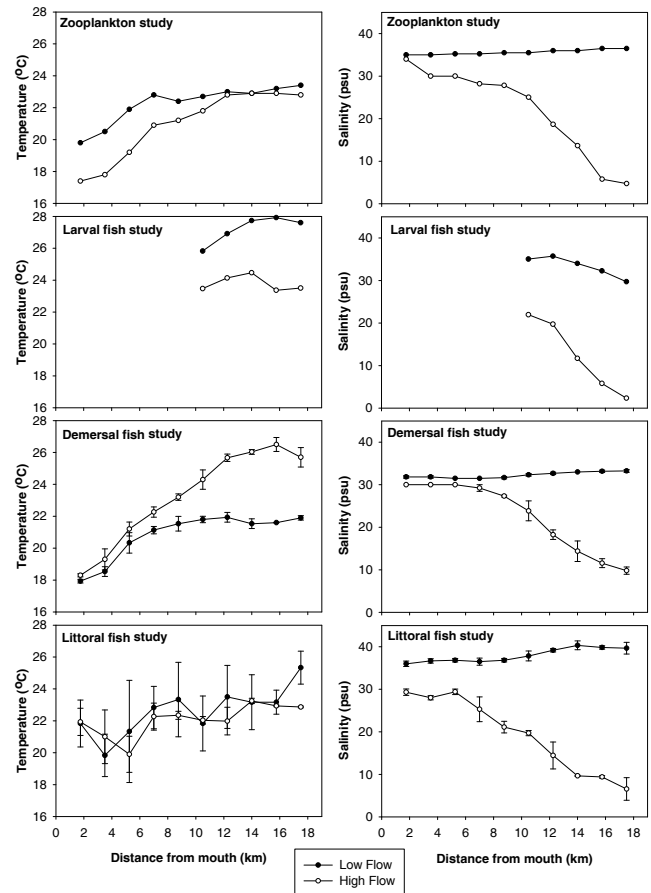 Zooplankton study
Temperature (ºC)
28
26
24
22
20
18
16
Zooplankton study
Salinity (psu)
40
30
20
10
0
Larval fish study
Temperature (ºC)
28
26
24
22
20
18
16
Larval fish study
Salinity (psu)
40
30
20
10
0
Demersal fish study
Temperature (ºC)
28
26
24
22
20
18
16
Demersal fish study
Salinity (psu)
40
30
20
10
0
Littoral fish study
Temperature (ºC)
28
26
24
22
20
18
16
0 2 4 6 8 10 12 14 16 18
Distance from mouth (km)
Littoral fish study
Salinity (psu)
40
30
20
10
0
0 2 4 6 8 10 12 14 16 18
Distance from mouth (km)
Low Flow
High Flow